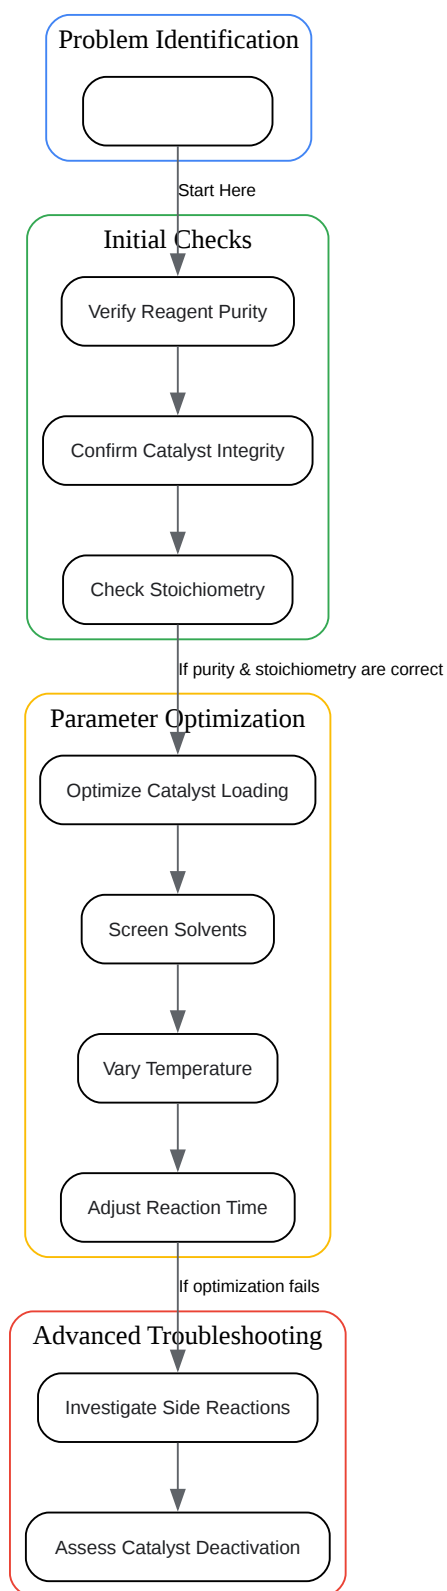 Problem Identification
Start Here
Initial Checks
Verify Reagent Purity
Confirm Catalyst Integrity
Check Stoichiometry
If purity & stoichiometry are correct
Parameter Optimization
Optimize Catalyst Loading
Screen Solvents
Vary Temperature
Adjust Reaction Time
If optimization fails
Advanced Troubleshooting
Investigate Side Reactions
Assess Catalyst Deactivation